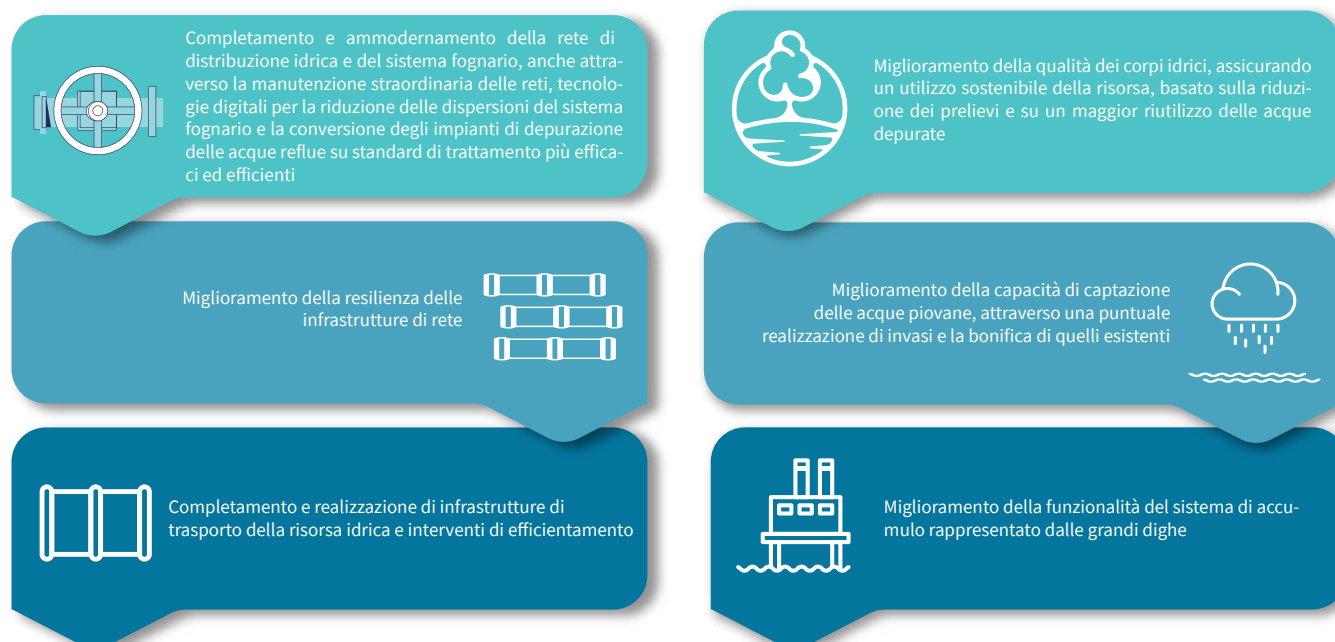 Completamento e ammodernamento della rete di
distribuzione idrica e del sistema fognario, anche attra-
verso la manutenzione straordinaria delle reti, tecnolo-
gie digitali per la riduzione delle dispersioni del sistema
fognario e la conversione degli impianti di depurazione
delle acque reflue su standard di trattamento più effica-
ci ed efficienti
Miglioramento della resilienza delle
infrastrutture di rete
Completamento e realizzazione di infrastrutture di
trasporto della risorsa idrica e interventi di efficientamento
Miglioramento della qualità dei corpi idrici, assicurando
un utilizzo sostenibile della risorsa, basato sulla riduzi-
one dei prelievi e su un maggior riutilizzo delle acque
depurate
Miglioramento della capacità di captazione
delle acque piovane, attraverso una puntuale
realizzazione di invasi e la bonifica di quelli esistenti
Miglioramento della funzionalità del sistema di accu-
mulo rappresentato dalle grandi dighe